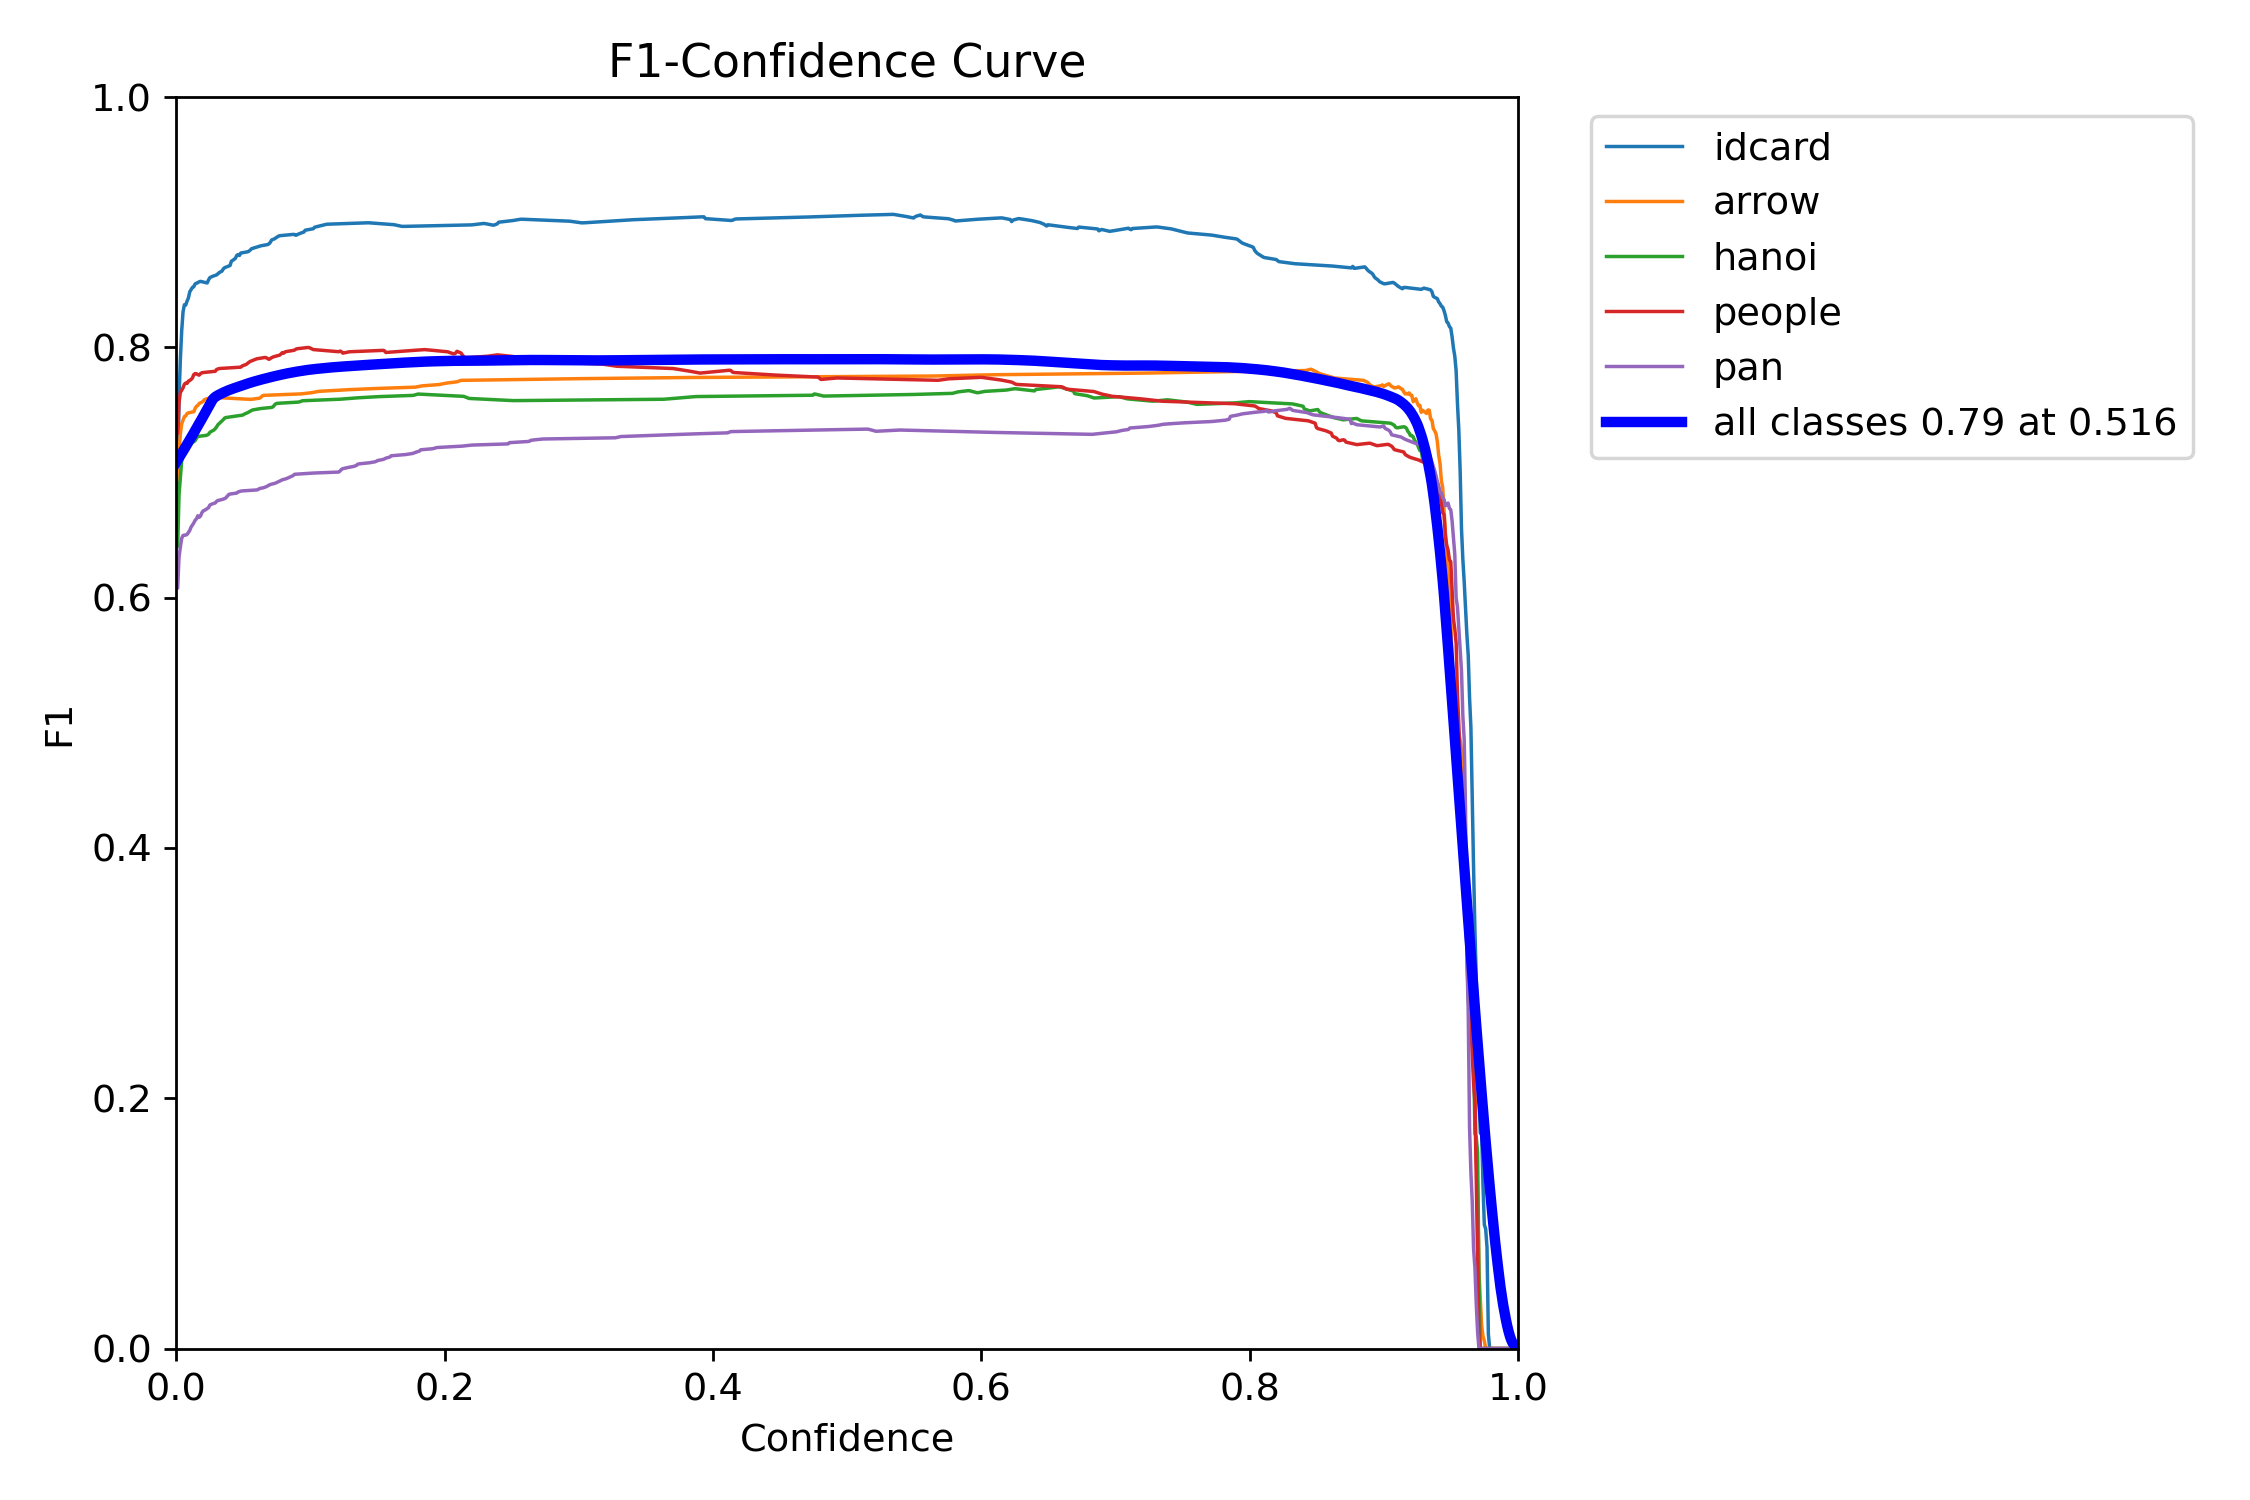 F1-Confidence Curve
1.0
0.8
0.6
0.4
0.2
0.0
F1
0.0 0.2 0.4 0.6 0.8 1.0
Confidence
idcard
arrow
hanoi
people
pan
all classes 0.79 at 0.516